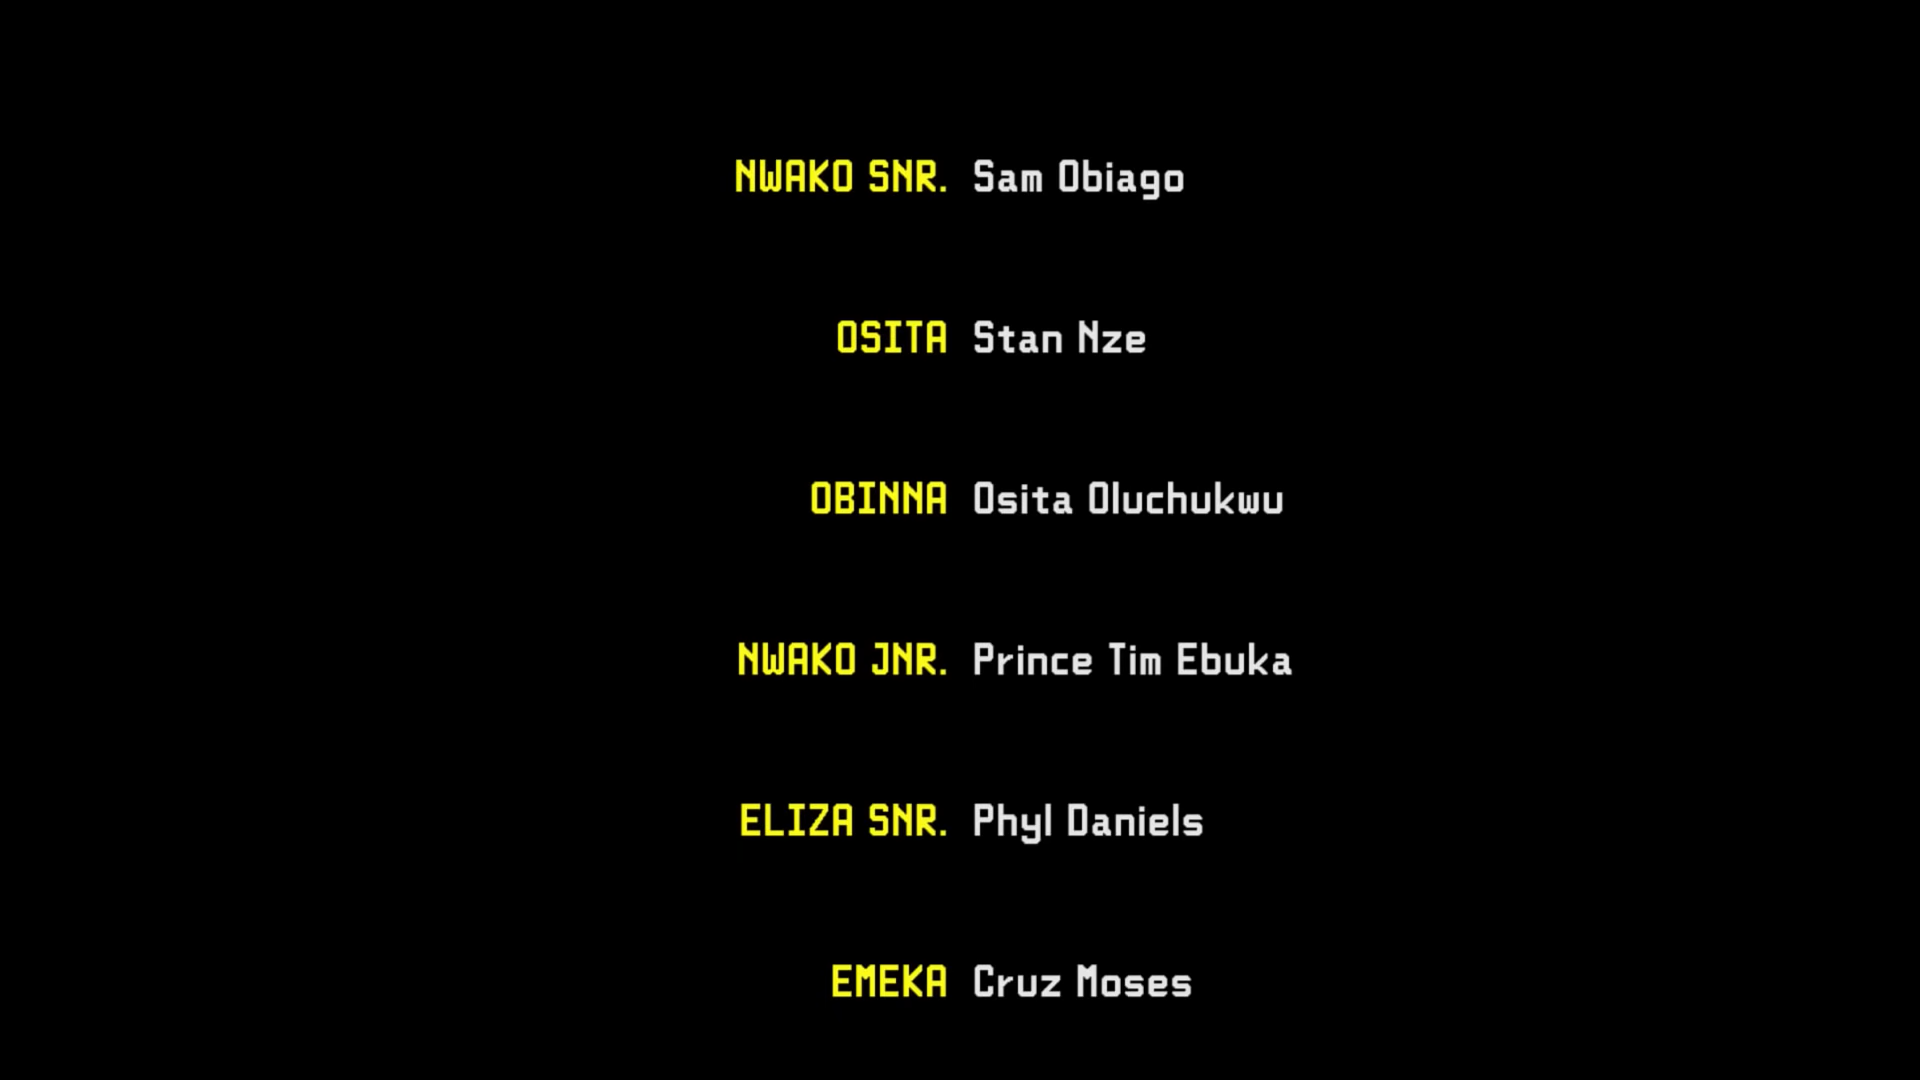 NWAKO SNR. Sam Obiago
OSITA Stan Nze
OBINNA Osita Oluchukwu
NWAKO JNR. Prince Tim Ebuka
ELIZA SNR. Phyl Daniels
EMEKA Cruz Moses